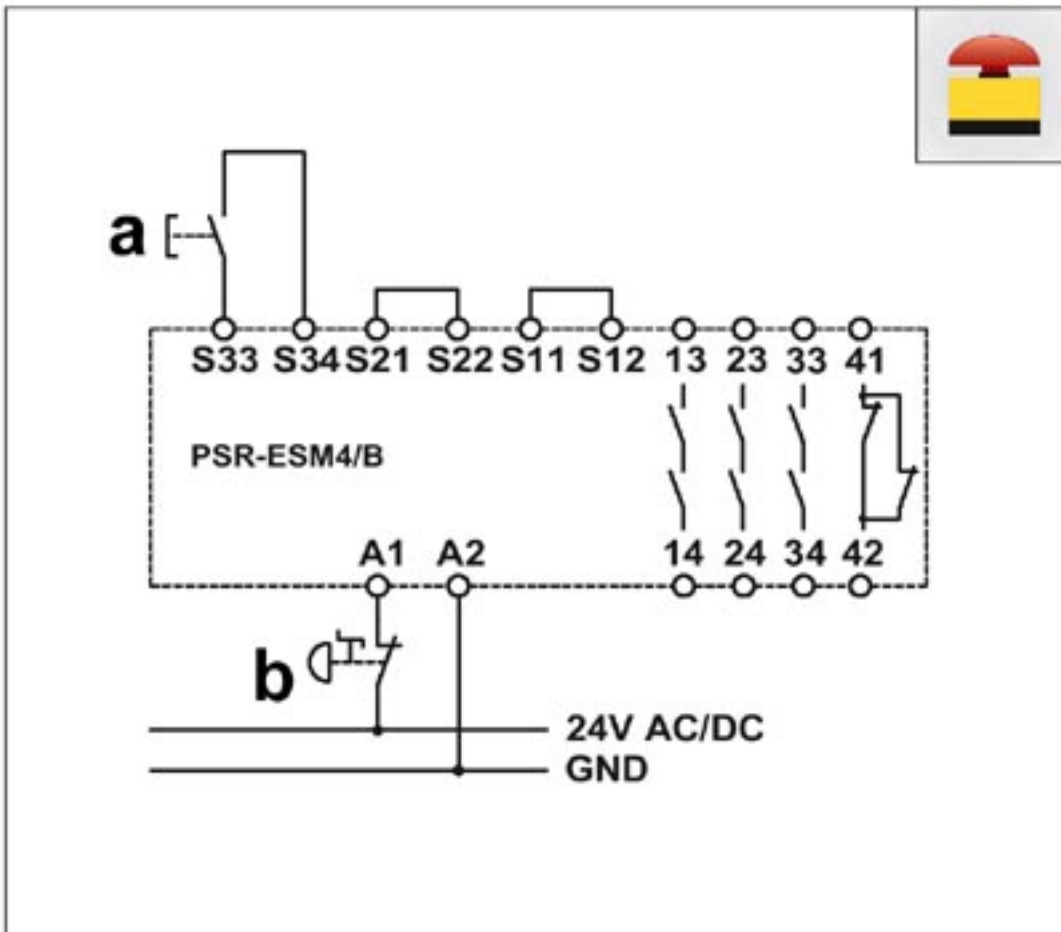 a
S33 S34 S21 S22 S11 S12 13 23 33 41
PSR-ESM4/B
A1 A2 14 24 34 42
b
24V AC/DC
GND